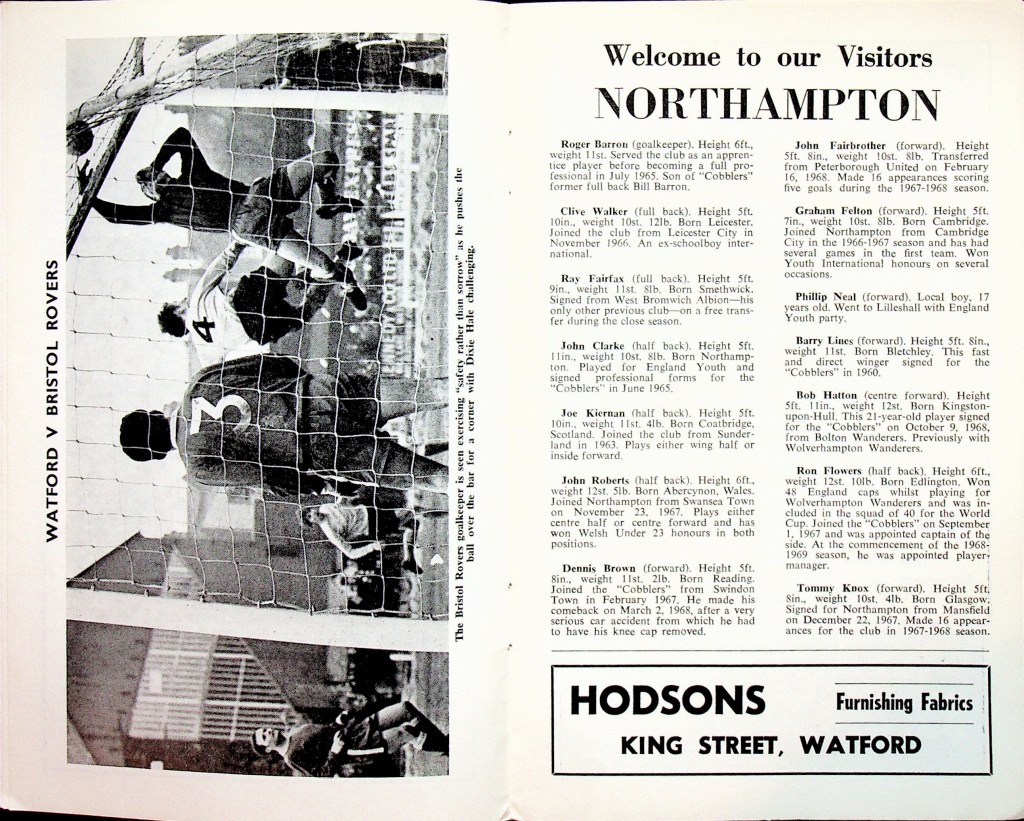 WATFORD V BRISTOL ROVERS
3
4
The Bristol Rovers goalkeeper is seen exercising "safety rather than sorrow" as he pushes the
ball over the bar for a corner with Dixie Hale challenging.
Welcome to our Visitors
NORTHAMPTON
Roger Barron (goalkeeper). Height 6ft.,
weight 11st. Served the club as an appren-
tice player before becoming a full pro-
fessional in July 1965. Son of "Cobblers"
former full back Bill Barron.
Clive Walker (full back). Height 5ft.
10in., weight 10st. 12lb. Born Leicester.
Joined the club from Leicester City in
November 1966. An ex-schoolboy inter-
national.
Ray Fairfax (full back). Height 5ft.
9in., weight 11st. 8lb. Born Smethwick.
Signed from West Bromwich Albion—his
only other previous club—on a free trans-
fer during the close season.
John Clarke (half back). Height 5ft.
11in., weight 10st. 8lb. Born Northamp-
ton. Played for England Youth and
signed professional forms for the
"Cobblers" in June 1965.
Joe Kiernan (half back). Height 5ft.
10in., weight 11st. 4lb. Born Coatbridge,
Scotland. Joined the club from Sunder-
land in 1963. Plays either wing half or
inside forward.
John Roberts (half back). Height 6ft.,
weight 12st. 5lb. Born Abercynon, Wales.
Joined Northampton from Swansea Town
on November 23, 1967. Plays either
centre half or centre forward and has
won Welsh Under 23 honours in both
positions.
Dennis Brown (forward). Height 5ft.
8in., weight 11st. 2lb. Born Reading.
Joined the "Cobblers" from Swindon
Town in February 1967. He made his
comeback on March 2, 1968, after a very
serious car accident from which he had
to have his knee cap removed.
John Fairbrother (forward). Height
5ft. 8in., weight 10st. 8lb. Transferred
from Peterborough United on February
16, 1968. Made 16 appearances scoring
five goals during the 1967-1968 season.
Graham Felton (forward). Height 5ft.
7in., weight 10st. 8lb. Born Cambridge.
Joined Northampton from Cambridge
City in the 1966-1967 season and has had
several games in the first team. Won
Youth International honours on several
occasions.
Phillip Neal (forward). Local boy, 17
years old. Went to Lilleshall with England
Youth party.
Barry Lines (forward). Height 5ft. 8in.,
weight 11st. Born Bletchley. This fast
and direct winger signed for the
"Cobblers" in 1960.
Bob Hatton (centre forward). Height
5ft. 11in., weight 12st. Born Kingston-
upon-Hull. This 21-year-old player signed
for the "Cobblers" on October 9, 1968,
from Bolton Wanderers. Previously with
Wolverhampton Wanderers.
Ron Flowers (half back). Height 6ft.,
weight 12st. 10lb. Born Edlington. Won
48 England caps whilst playing for
Wolverhampton Wanderers and was in-
cluded in the squad of 40 for the World
Cup. Joined the "Cobblers" on September
1, 1967 and was appointed captain of the
side. At the commencement of the 1968-
1969 season, he was appointed player-
manager.
Tommy Knox (forward). Height 5ft.
8in., weight 10st. 4lb. Born Glasgow.
Signed for Northampton from Mansfield
on December 22, 1967. Made 16 appear-
ances for the club in 1967-1968 season.
HODSONS
Furnishing Fabrics
KING STREET, WATFORD